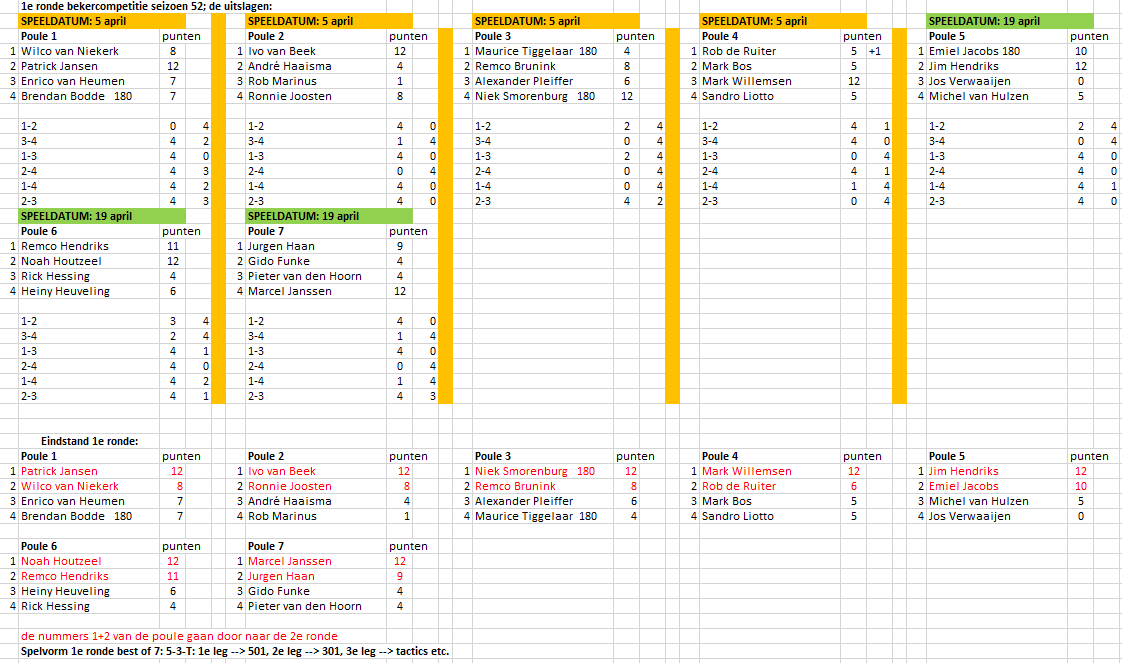 1e ronde bekercompetitie seizoen 52; de uitslagen:
SPEELDATUM: 5 april SPEELDATUM: 5 april SPEELDATUM: 5 april SPEELDATUM: 5 april SPEELDATUM: 19 april
Poule 1 punten Poule 2 punten Poule 3 punten Poule 4 punten Poule 5 punten
1 Wilco van Niekerk 8 1 Ivo van Beek 12 1 Maurice Tiggelaar 180 4 1 Rob de Ruiter 5 +1 1 Emiel Jacobs 180 10
2 Patrick Jansen 12 2 André Haaisma 4 2 Remco Brunink 8 2 Mark Bos 5 2 Jim Hendriks 12
3 Enrico van Heumen 7 3 Rob Marinus 1 3 Alexander Pleiffer 6 3 Mark Willemsen 12 3 Jos Verwaaijen 0
4 Brendan Bodde 180 7 4 Ronnie Joosten 8 4 Niek Smorenburg 180 12 4 Sandro Liotto 5 4 Michel van Hulzen 5
1-2 0 4 1-2 4 0 1-2 2 4 1-2 4 1 1-2 2 4
3-4 4 2 3-4 1 4 3-4 0 4 3-4 4 0 3-4 0 4
1-3 4 0 1-3 4 0 1-3 2 4 1-3 0 4 1-3 4 0
2-4 4 3 2-4 0 4 2-4 0 4 2-4 4 1 2-4 4 0
1-4 4 2 1-4 4 0 1-4 0 4 1-4 1 4 1-4 4 1
2-3 4 3 2-3 4 0 2-3 4 2 2-3 0 4 2-3 4 0
SPEELDATUM: 19 april SPEELDATUM: 19 april
Poule 6 punten Poule 7 punten
1 Remco Hendriks 11 1 Jurgen Haan 9
2 Noah Houtzeel 12 2 Gido Funke 4
3 Rick Hessing 4 3 Pieter van den Hoorn 4
4 Heiny Heuveling 6 4 Marcel Janssen 12
1-2 3 4 1-2 4 0
3-4 2 4 3-4 1 4
1-3 4 1 1-3 4 0
2-4 4 0 2-4 0 4
1-4 4 2 1-4 1 4
2-3 4 1 2-3 4 3
Eindstand 1e ronde:
Poule 1 punten Poule 2 punten Poule 3 punten Poule 4 punten Poule 5 punten
1 Patrick Jansen 12 1 Ivo van Beek 12 1 Niek Smorenburg 180 12 1 Mark Willemsen 12 1 Jim Hendriks 12
2 Wilco van Niekerk 8 2 Ronnie Joosten 8 2 Remco Brunink 8 2 Rob de Ruiter 6 2 Emiel Jacobs 10
3 Enrico van Heumen 7 3 André Haaisma 4 3 Alexander Pleiffer 6 3 Mark Bos 5 3 Michel van Hulzen 5
4 Brendan Bodde 180 7 4 Rob Marinus 1 4 Maurice Tiggelaar 180 4 4 Sandro Liotto 5 4 Jos Verwaaijen 0
Poule 6 punten Poule 7 punten
1 Noah Houtzeel 12 1 Marcel Janssen 12
2 Remco Hendriks 11 2 Jurgen Haan 9
3 Heiny Heuveling 6 3 Gido Funke 4
4 Rick Hessing 4 4 Pieter van den Hoorn 4
de nummers 1+2 van de poule gaan door naar de 2e ronde
Spelvorm 1e ronde best of 7: 5-3-T: 1e leg --> 501, 2e leg --> 301, 3e leg --> tactics etc.